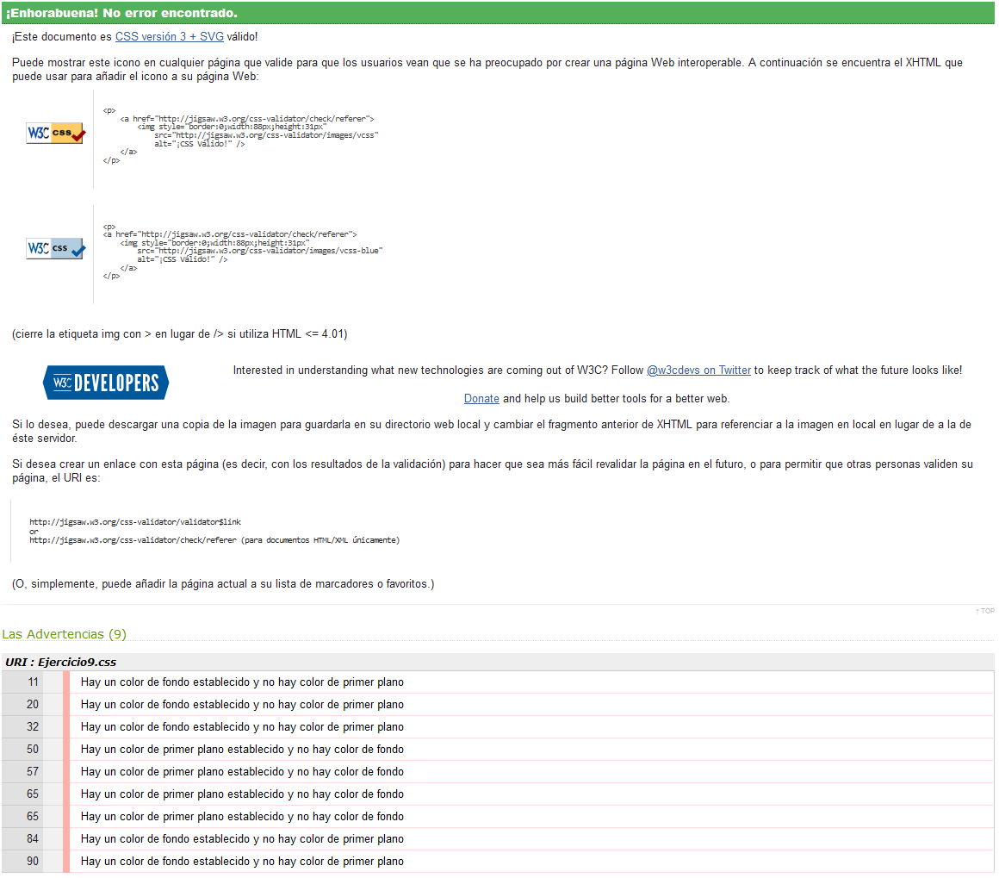 ¡Enhorabuena! No error encontrado.
¡Este documento es CSS versión 3 + SVG válido!
Puede mostrar este icono en cualquier página que valide para que los usuarios vean que se ha preocupado por crear una página Web interoperable. A continuación se encuentra el XHTML que
puede usar para añadir el icono a su página Web:
W3C css
<p>
<a href="http://jigsaw.w3.org/css-validator/check/referer">
<img style="border:0;width:88px;height:31px"
src="http://jigsaw.w3.org/css-validator/images/vcss"
alt="¡CSS Válido!" />
</a>
</p>
W3C css
<p>
<a href="http://jigsaw.w3.org/css-validator/check/referer">
<img style="border:0;width:88px;height:31px"
src="http://jigsaw.w3.org/css-validator/images/vcss-blue"
alt="¡CSS Válido!" />
</a>
</p>
(cierre la etiqueta img con > en lugar de /> si utiliza HTML <= 4.01)
W3C DEVELOPERS
Interested in understanding what new technologies are coming out of W3C? Follow @w3cdevs on Twitter to keep track of what the future looks like!
Donate and help us build better tools for a better web.
Si lo desea, puede descargar una copia de la imagen para guardarla en su directorio web local y cambiar el fragmento anterior de XHTML para referenciar a la imagen en local en lugar de a la de
éste servidor.
Si desea crear un enlace con esta página (es decir, con los resultados de la validación) para hacer que sea más fácil revalidar la página en el futuro, o para permitir que otras personas validen su
página, el URI es:
http://jigsaw.w3.org/css-validator/validator$link
or
http://jigsaw.w3.org/css-validator/check/referer (para documentos HTML/XML únicamente)
(O, simplemente, puede añadir la página actual a su lista de marcadores o favoritos.)
↑ TOP
Las Advertencias (9)
URI : Ejercicio9.css
11 Hay un color de fondo establecido y no hay color de primer plano
20 Hay un color de fondo establecido y no hay color de primer plano
32 Hay un color de fondo establecido y no hay color de primer plano
50 Hay un color de primer plano establecido y no hay color de fondo
57 Hay un color de primer plano establecido y no hay color de fondo
65 Hay un color de primer plano establecido y no hay color de fondo
65 Hay un color de primer plano establecido y no hay color de fondo
84 Hay un color de fondo establecido y no hay color de primer plano
90 Hay un color de fondo establecido y no hay color de primer plano